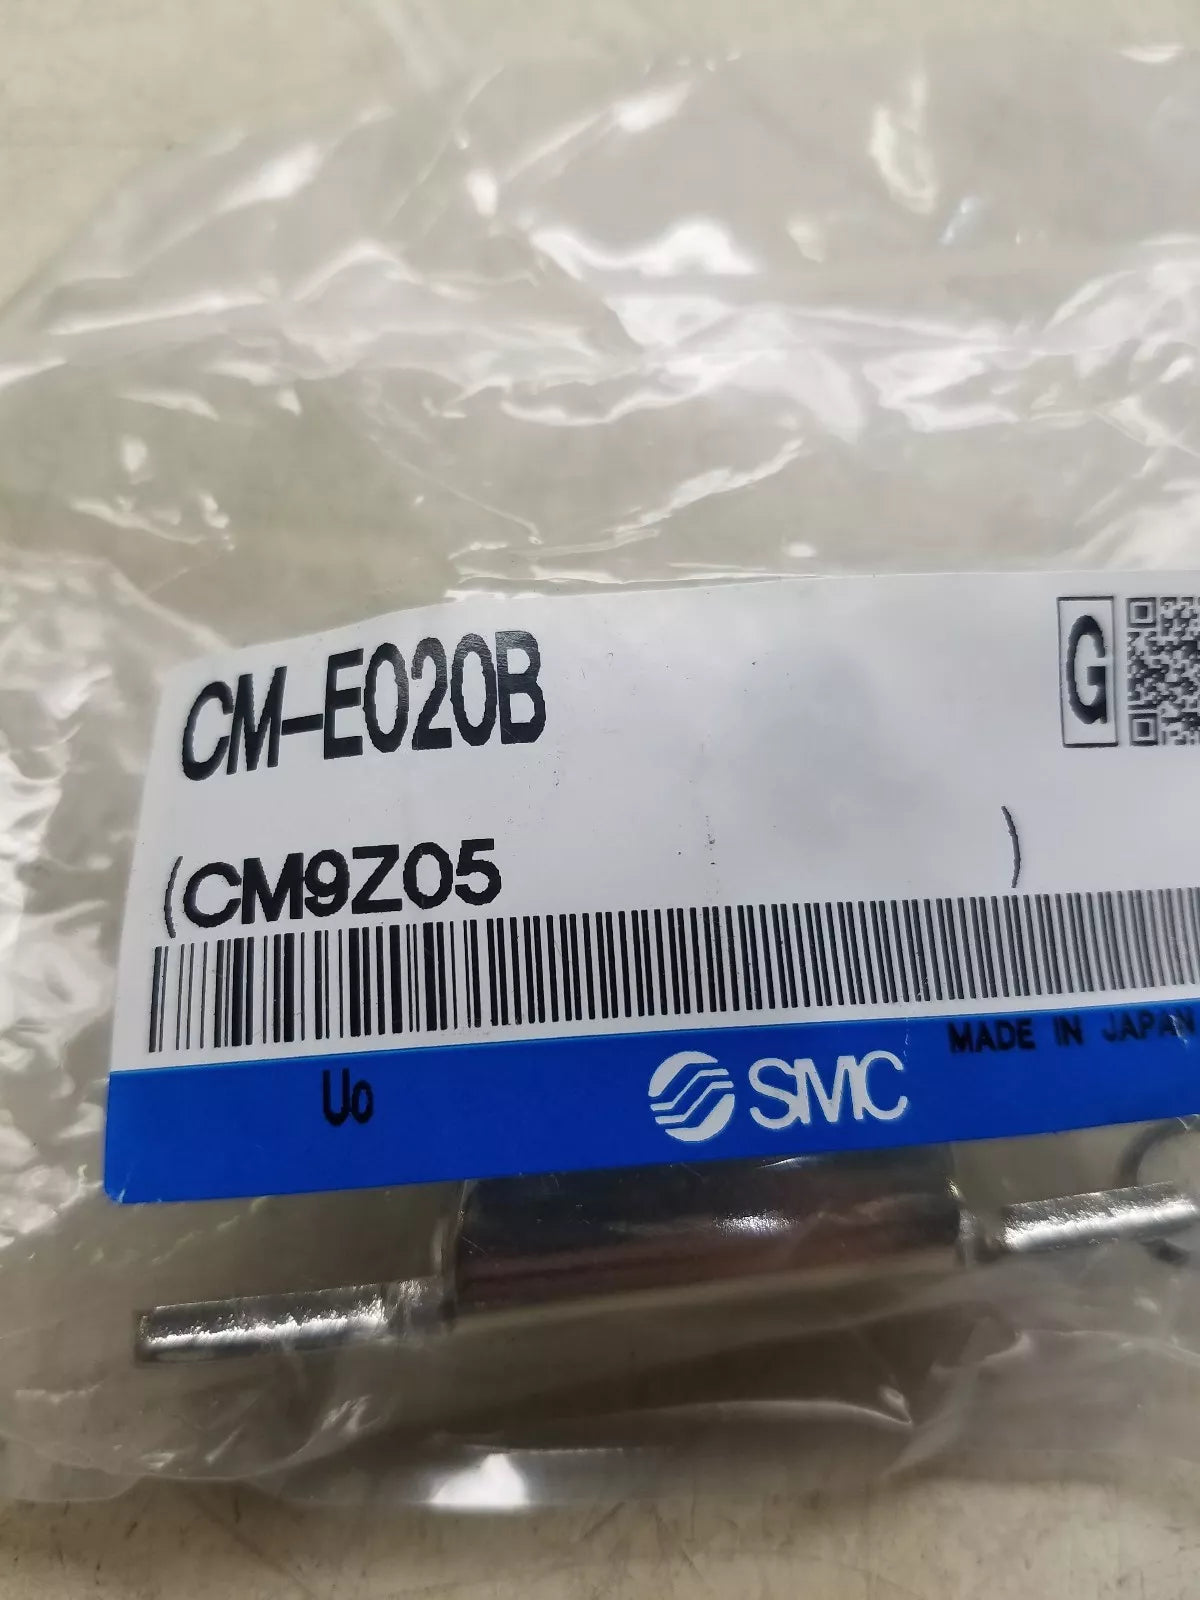 CM-E020B
G
(CM9Z05 )
MADE IN JAPAN
Uo
SMC